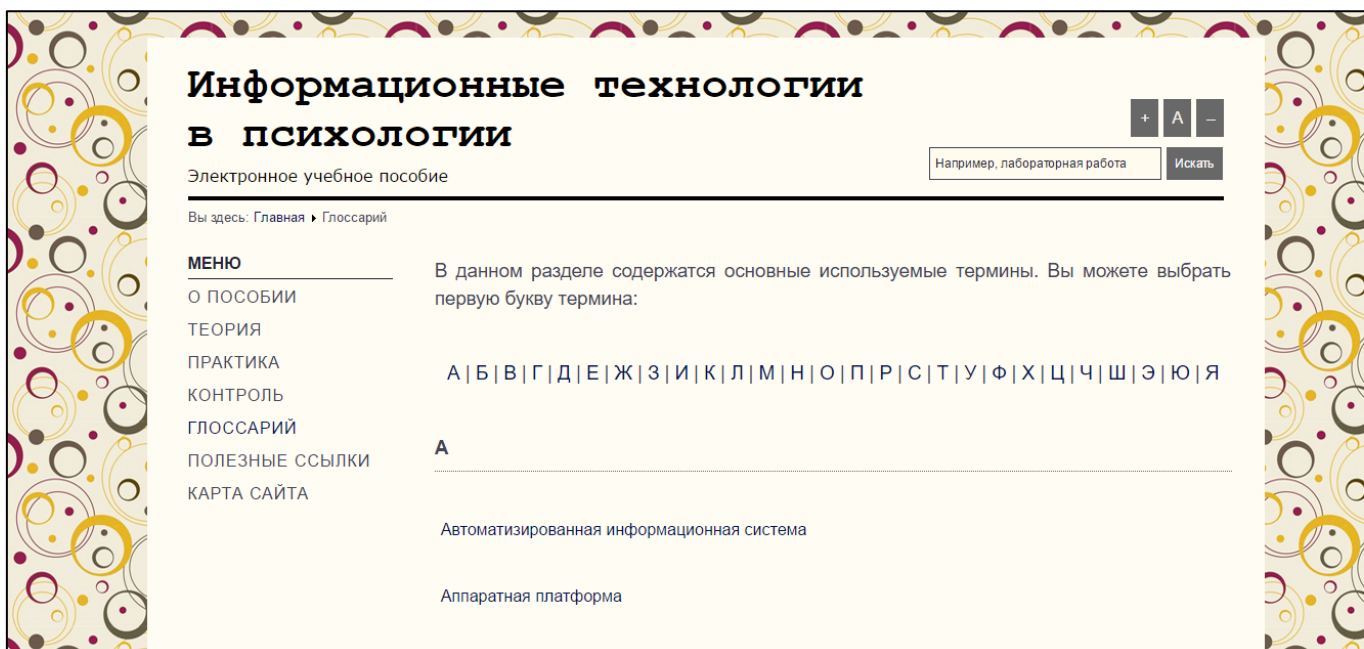 Информационные технологии
в психологии
Электронное учебное пособие
+ A –
Например, лабораторная работа Искать
Вы здесь: Главная Глоссарий
МЕНЮ
О ПОСОБИИ
ТЕОРИЯ
ПРАКТИКА
КОНТРОЛЬ
ГЛОССАРИЙ
ПОЛЕЗНЫЕ ССЫЛКИ
КАРТА САЙТА
В данном разделе содержатся основные используемые термины. Вы можете выбрать
первую букву термина:
А | Б | В | Г | Д | Е | Ж | З | И | К | Л | М | Н | О | П | Р | С | Т | У | Ф | Х | Ц | Ч | Ш | Э | Ю | Я
А
Автоматизированная информационная система
Аппаратная платформа